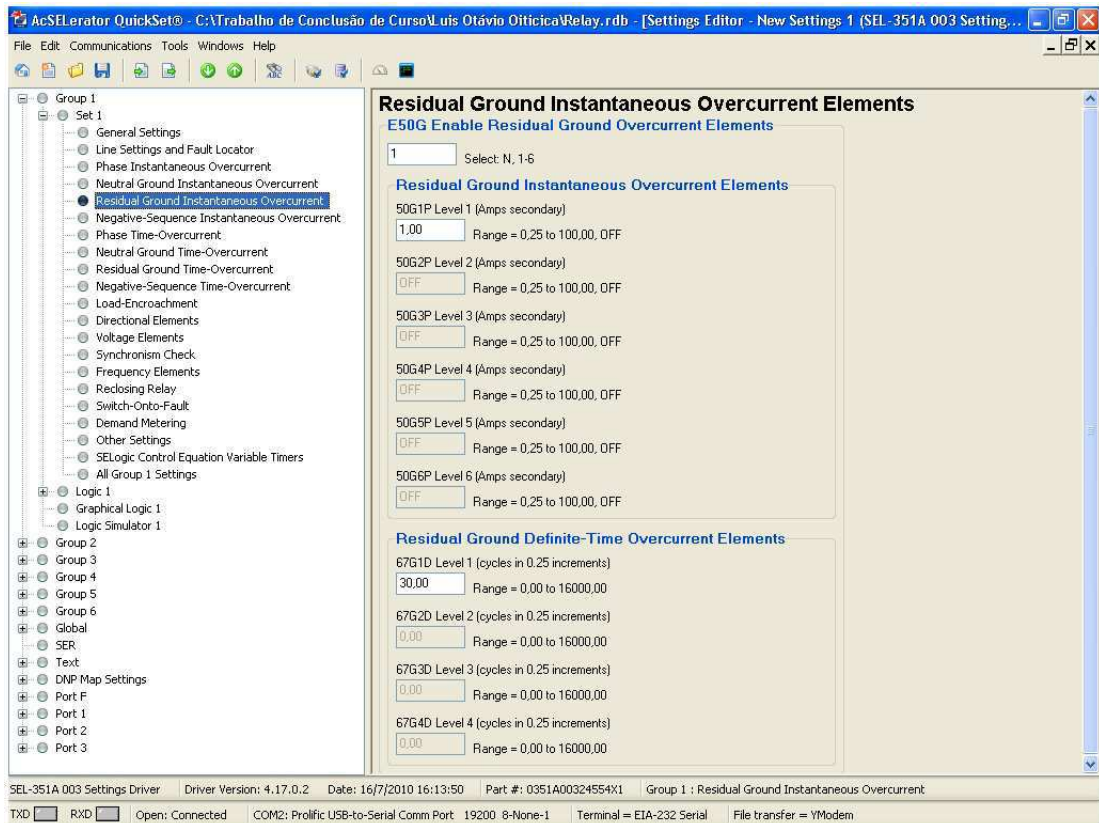 AcSELerator QuickSet® - C:\Trabalho de Conclusão de Curso\Luis Otávio Oiticica\Relay.rdb - [Settings Editor - New Settings 1 (SEL-351A 003 Setting...
File Edit Communications Tools Windows Help
Group 1
Set 1
General Settings
Line Settings and Fault Locator
Phase Instantaneous Overcurrent
Neutral Ground Instantaneous Overcurrent
Residual Ground Instantaneous Overcurrent
Negative-Sequence Instantaneous Overcurrent
Phase Time-Overcurrent
Neutral Ground Time-Overcurrent
Residual Ground Time-Overcurrent
Negative-Sequence Time-Overcurrent
Load-Encroachment
Directional Elements
Voltage Elements
Synchronism Check
Frequency Elements
Reclosing Relay
Switch-Onto-Fault
Demand Metering
Other Settings
SELogic Control Equation Variable Timers
All Group 1 Settings
Logic 1
Graphical Logic 1
Logic Simulator 1
Group 2
Group 3
Group 4
Group 5
Group 6
Global
SER
Text
DNP Map Settings
Port F
Port 1
Port 2
Port 3
Residual Ground Instantaneous Overcurrent Elements
E50G Enable Residual Ground Overcurrent Elements
1 Select: N, 1-6
Residual Ground Instantaneous Overcurrent Elements
50G1P Level 1 (Amps secondary)
1,00 Range = 0,25 to 100,00, OFF
50G2P Level 2 (Amps secondary)
OFF Range = 0,25 to 100,00, OFF
50G3P Level 3 (Amps secondary)
OFF Range = 0,25 to 100,00, OFF
50G4P Level 4 (Amps secondary)
OFF Range = 0,25 to 100,00, OFF
50G5P Level 5 (Amps secondary)
OFF Range = 0,25 to 100,00, OFF
50G6P Level 6 (Amps secondary)
OFF Range = 0,25 to 100,00, OFF
Residual Ground Definite-Time Overcurrent Elements
67G1D Level 1 (cycles in 0.25 increments)
30,00 Range = 0,00 to 16000,00
67G2D Level 2 (cycles in 0.25 increments)
0,00 Range = 0,00 to 16000,00
67G3D Level 3 (cycles in 0.25 increments)
0,00 Range = 0,00 to 16000,00
67G4D Level 4 (cycles in 0.25 increments)
0,00 Range = 0,00 to 16000,00
SEL-351A 003 Settings Driver Driver Version: 4.17.0.2 Date: 16/7/2010 16:13:50 Part #: 0351A00324554X1 Group 1 : Residual Ground Instantaneous Overcurrent
TXD RXD Open: Connected COM2: Prolific USB-to-Serial Comm Port 19200 8-None-1 Terminal = EIA-232 Serial File transfer = YModem